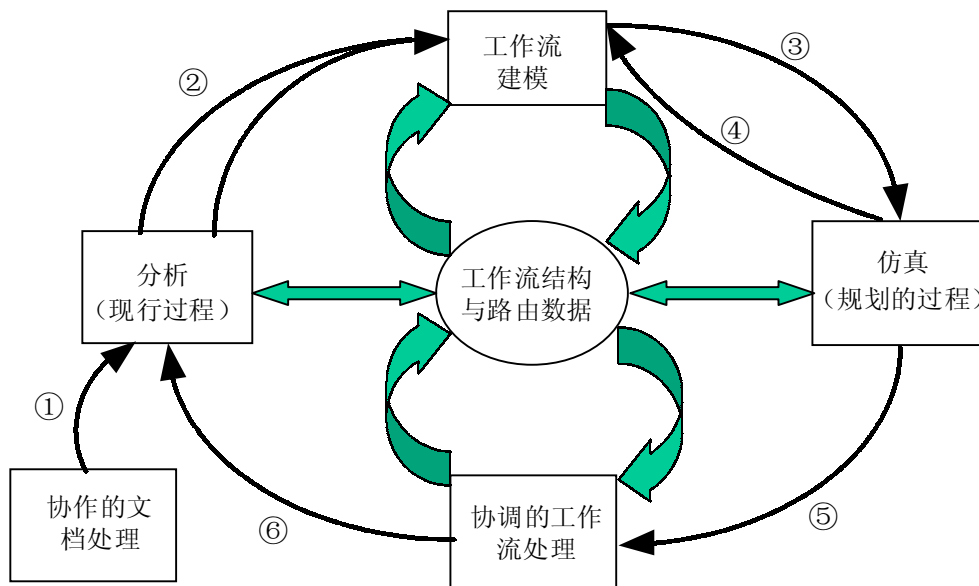 工作流
建模
③
②
④
分析
（现行过程）
工作流结构
与路由数据
仿真
（规划的过程）
①
协作的文
档处理
⑥
协调的工作
流处理
⑤